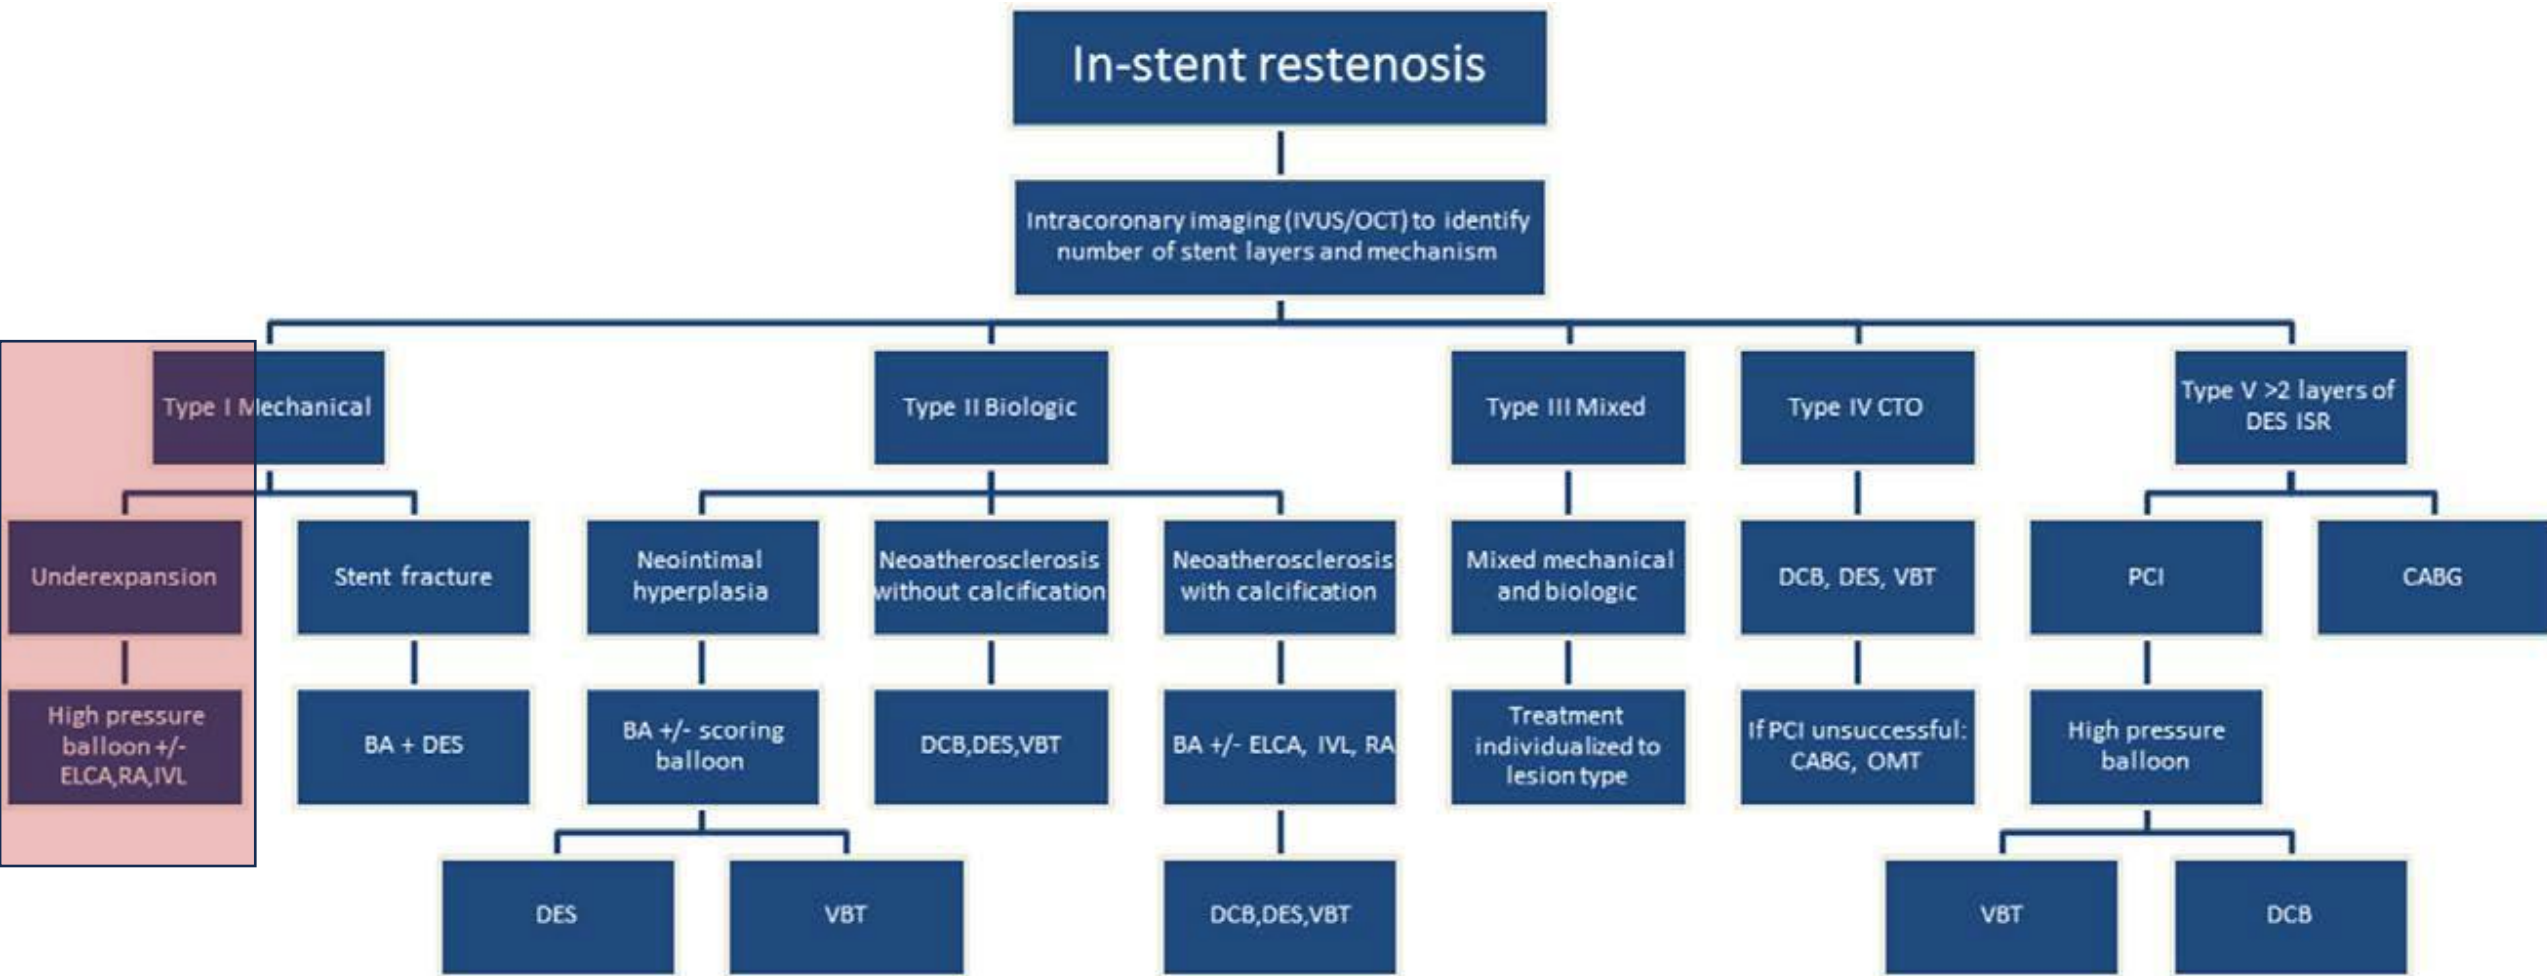 In-stent restenosis
Intracoronary imaging (IVUS/OCT) to identify
number of stent layers and mechanism
Type I Mechanical
Type II Biologic
Type III Mixed
Type IV CTO
Type V >2 layers of
DES ISR
Underexpansion
Stent fracture
Neointimal
hyperplasia
Neoatherosclerosis
without calcification
Neoatherosclerosis
with calcification
Mixed mechanical
and biologic
DCB, DES, VBT
PCI
CABG
High pressure
balloon +/-
ELCA,RA,IVL
BA + DES
BA +/- scoring
balloon
DCB,DES,VBT
BA +/- ELCA, IVL, RA
Treatment
individualized to
lesion type
If PCI unsuccessful:
CABG, OMT
High pressure
balloon
DES
VBT
DCB,DES,VBT
VBT
DCB